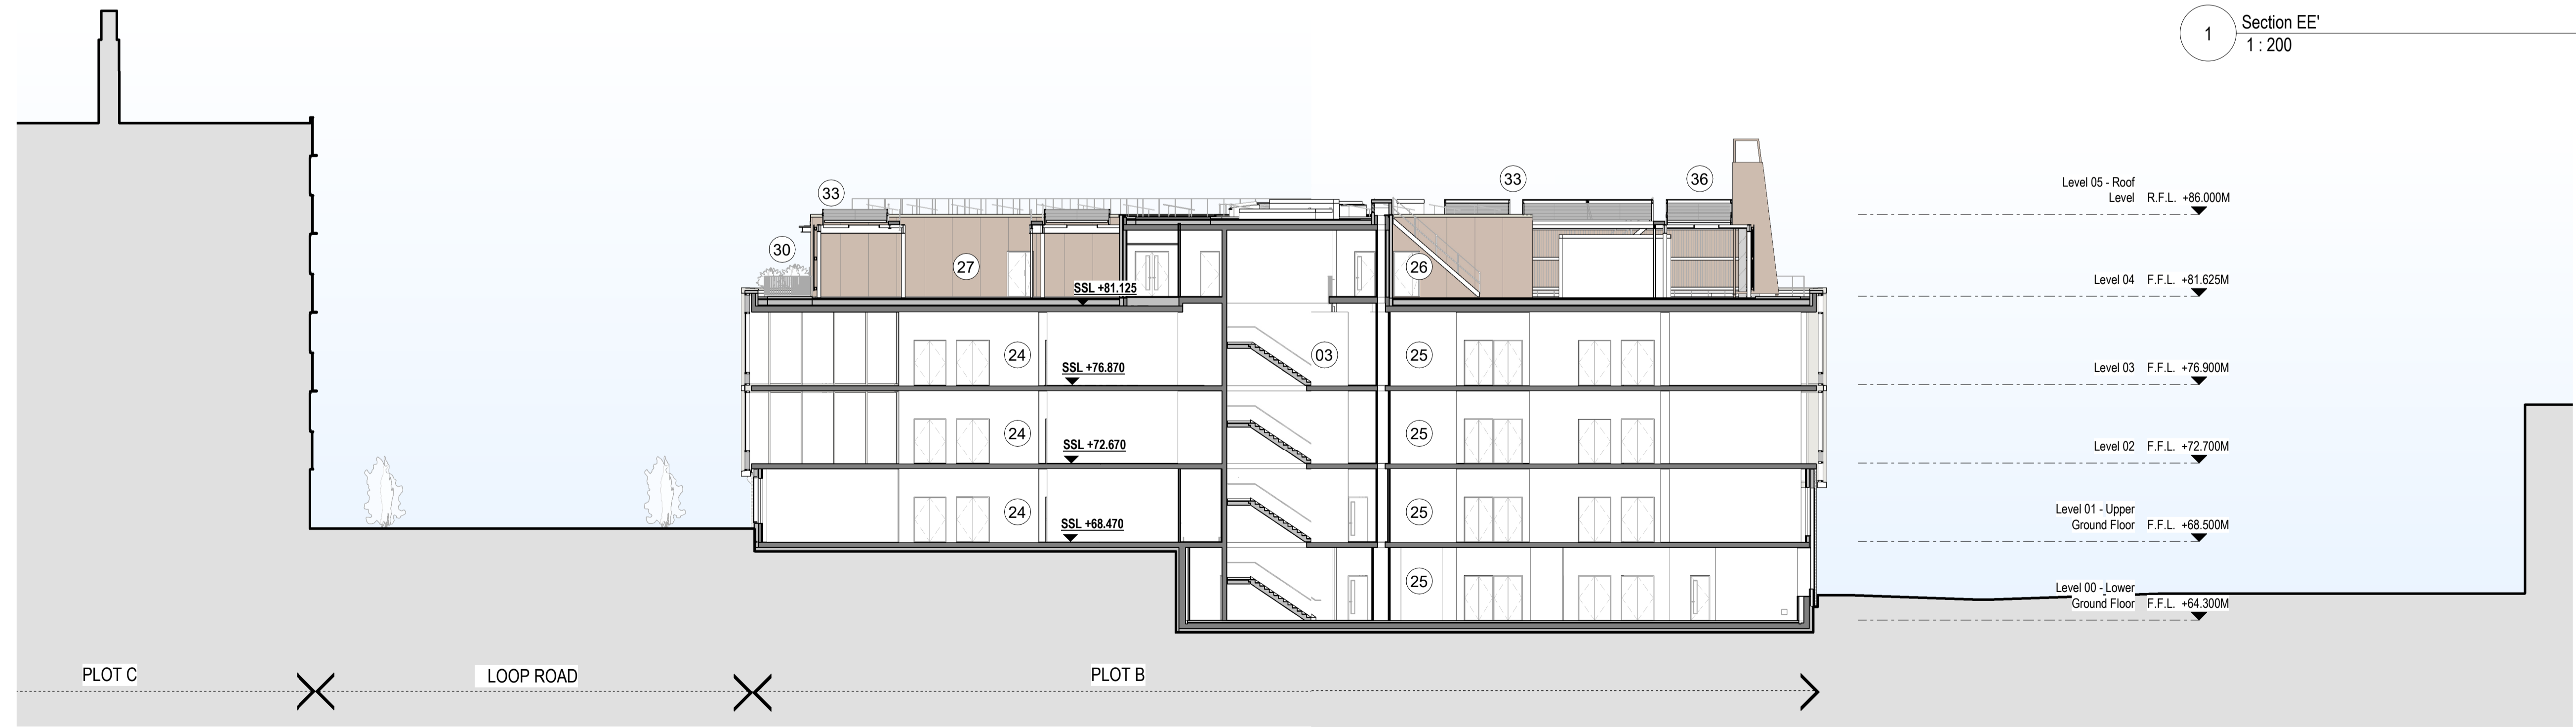 1
Section EE'
1 : 200
33
33
36
Level 05 - Roof
Level R.F.L. +86.000M
30
27
26
SSL +81.125
Level 04 F.F.L. +81.625M
24
03
25
SSL +76.870
Level 03 F.F.L. +76.900M
24
25
SSL +72.670
Level 02 F.F.L. +72.700M
24
25
SSL +68.470
Level 01 - Upper
Ground Floor F.F.L. +68.500M
25
Level 00 - Lower
Ground Floor F.F.L. +64.300M
PLOT C
LOOP ROAD
PLOT B